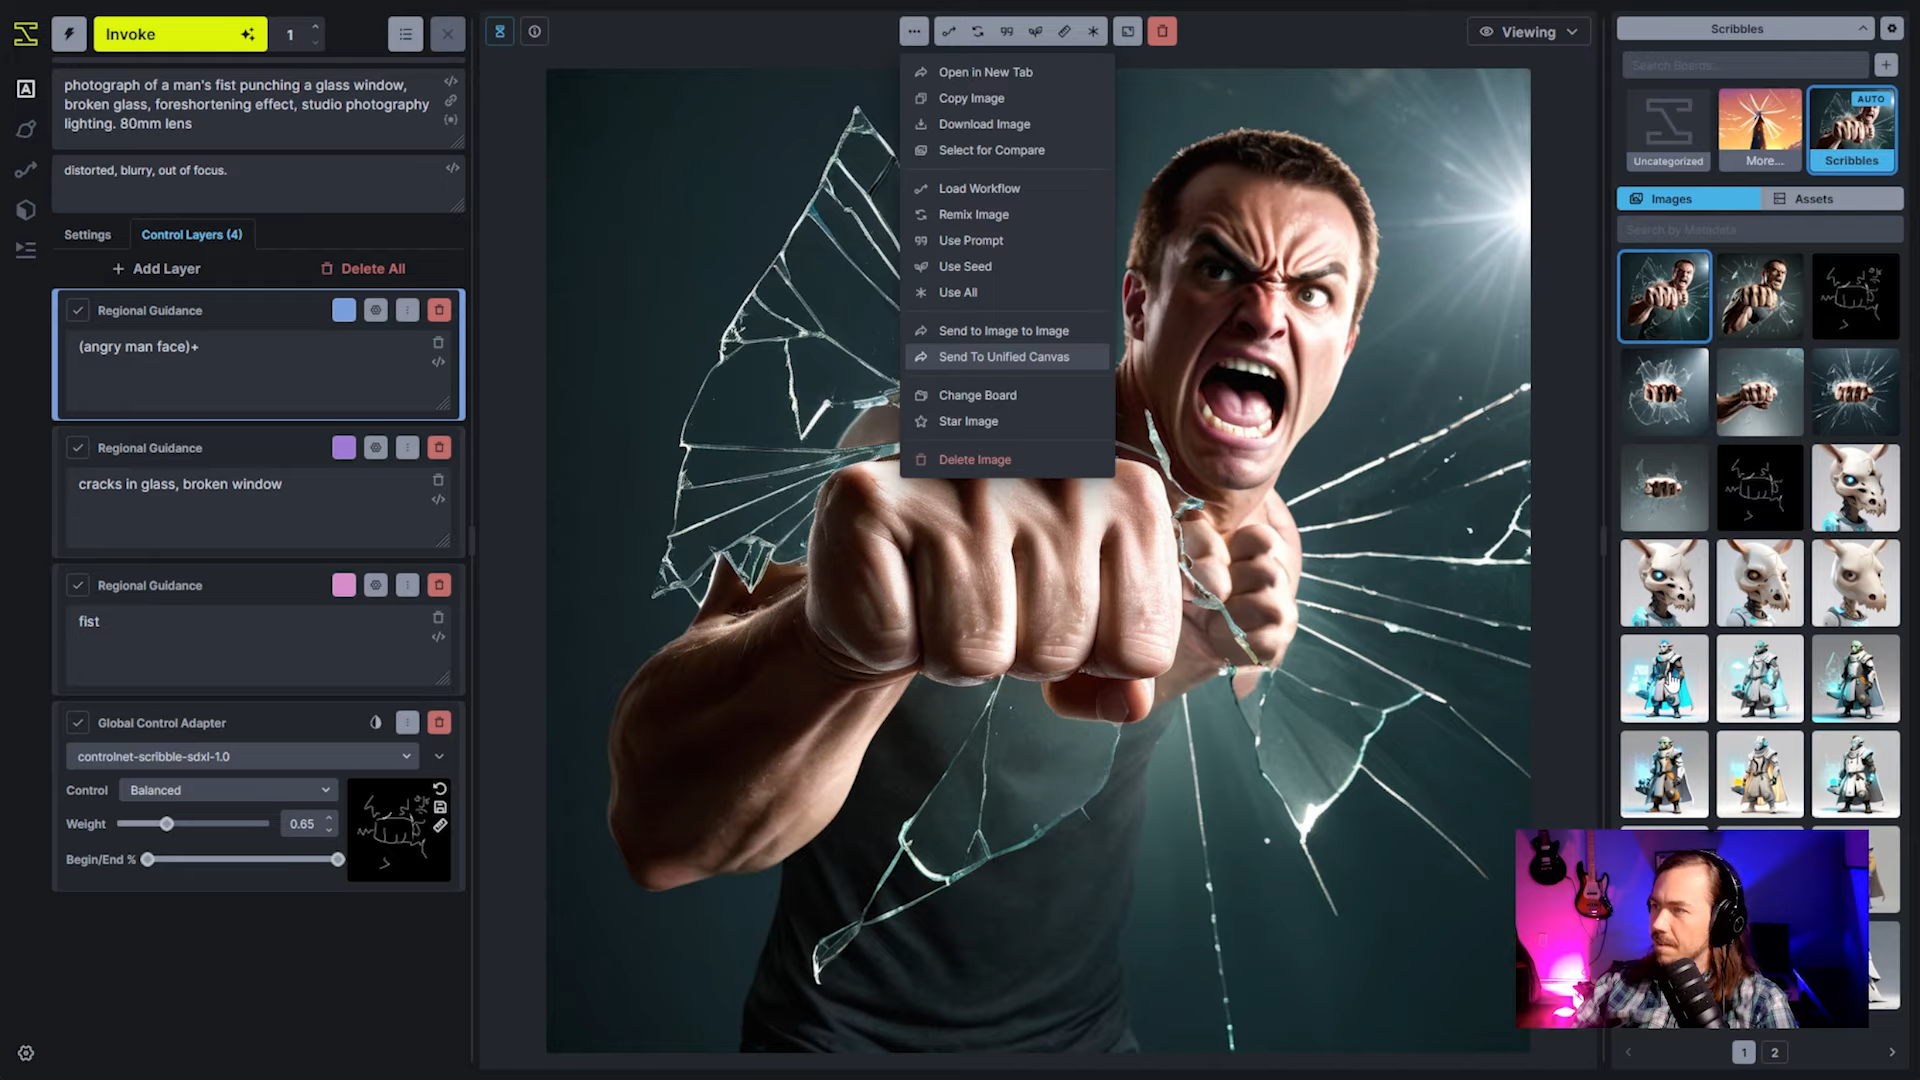 Invoke
1
photograph of a man's fist punching a glass window,
broken glass, foreshortening effect, studio photography
lighting. 80mm lens
distorted, blurry, out of focus.
Settings
Control Layers (4)
Add Layer
Delete All
Regional Guidance
(angry man face)+
Regional Guidance
cracks in glass, broken window
Regional Guidance
fist
Global Control Adapter
controlnet-scribble-sdxl-1.0
Control
Balanced
Weight
0.65
Begin/End %
Open in New Tab
Copy Image
Download Image
Select for Compare
Load Workflow
Remix Image
Use Prompt
Use Seed
Use All
Send to Image to Image
Send To Unified Canvas
Change Board
Star Image
Delete Image
Viewing
Scribbles
Search Boards...
AUTO
Uncategorized
More...
Scribbles
Images
Assets
Search by Metadata
1
2